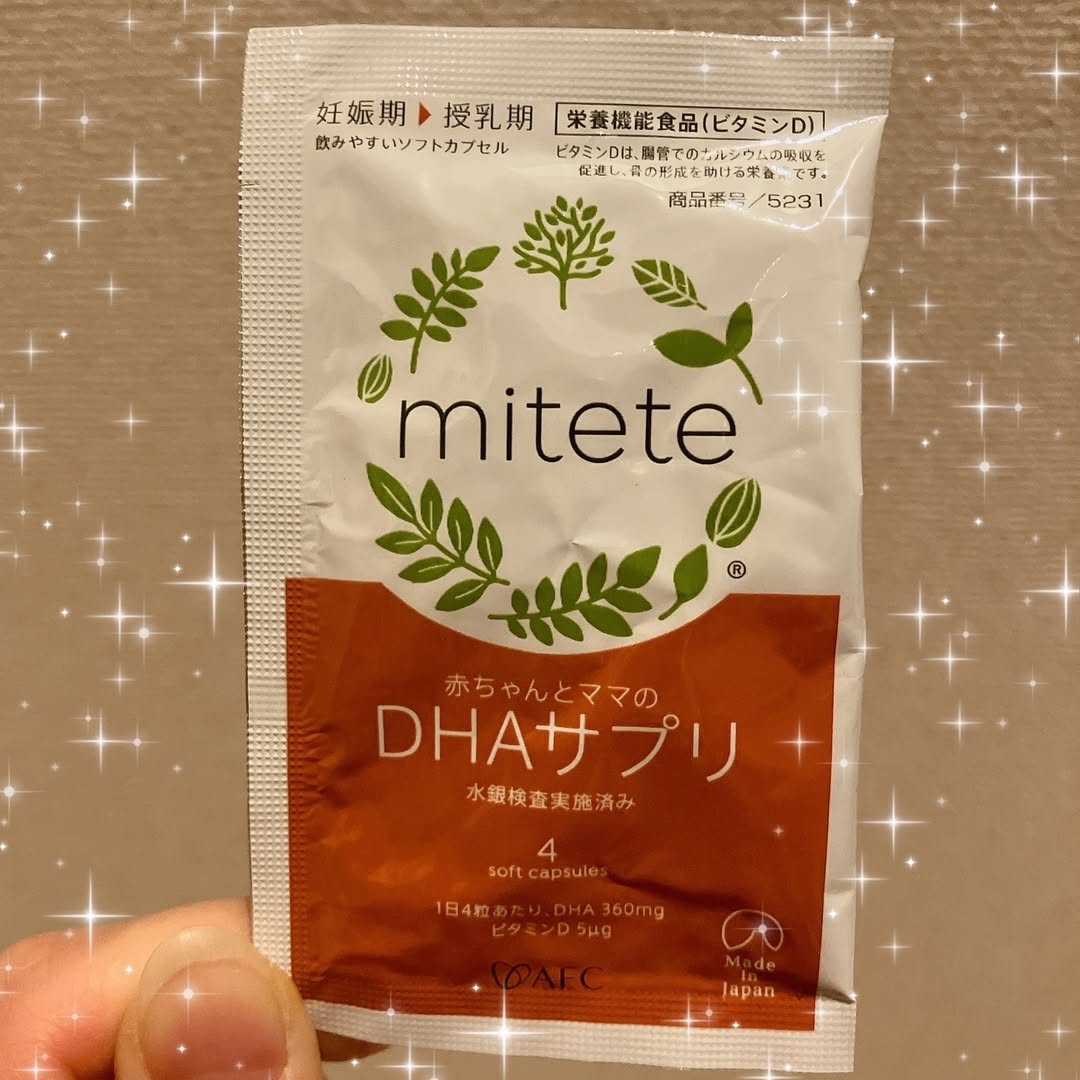 妊娠期▶授乳期
飲みやすいソフトカプセル
栄養機能食品(ビタミンD)
ビタミンDは、腸管でのカルシウムの吸収を
促進し、骨の形成を助ける栄養素です。
商品番号/5231
mitete
®
赤ちゃんとママの
DHAサプリ
水銀検査実施済み
4
soft capsules
1日4粒あたり、DHA 360mg
ビタミンD 5μg
AFC
Made
in
Japan